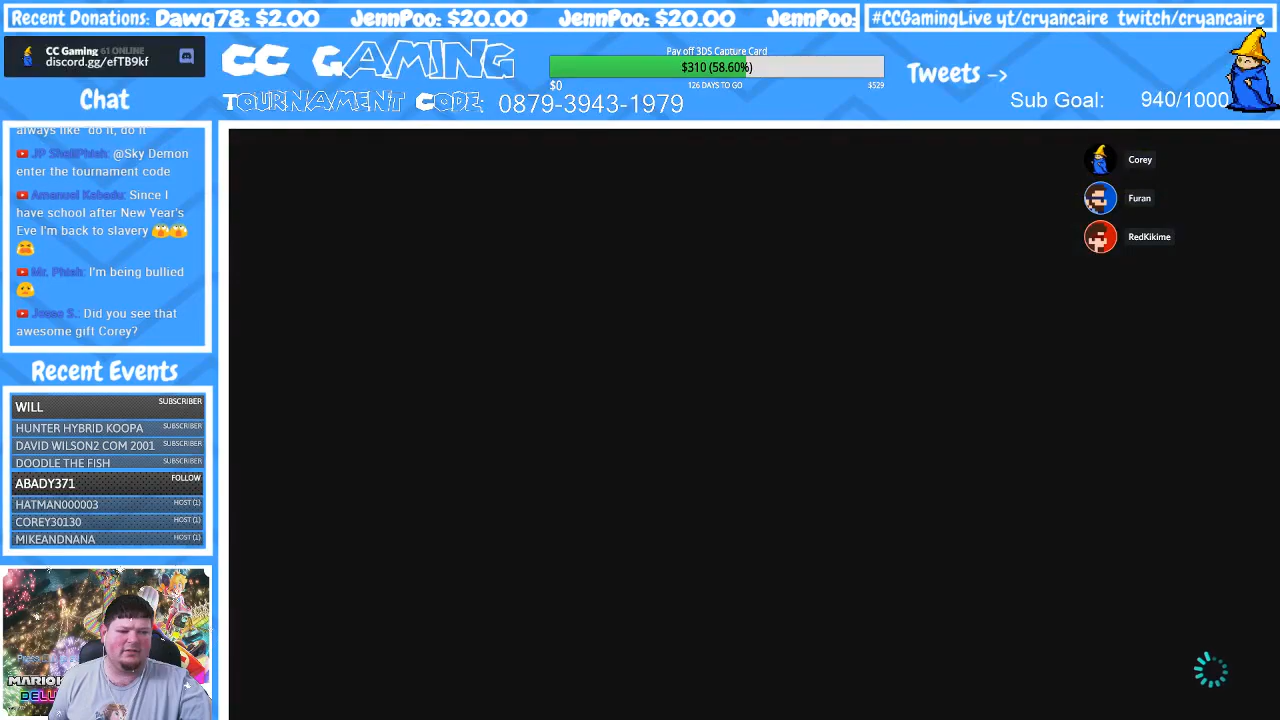 Recent Donations: Dawg78: $2.00 JennPoo: $20.00 JennPoo: $20.00 JennPoo:
#CCGamingLive yt/cryancaire twitch/cryancaire
CC Gaming 61 ONLINE
discord.gg/efTB9kf
CC GAMING
TOURNAMENT CODE: 0879-3943-1979
Pay off 3DS Capture Card
$310 (58.60%)
$0 126 DAYS TO GO $529
Tweets ->
Sub Goal: 940/1000
Chat
always like do it, do it
JP ShellPhish: @Sky Demon
enter the tournament code
Amanuel Kabadu: Since I
have school after New Year's
Eve I'm back to slavery
Mr. Phish: I'm being bullied
S.: Did you see that
awesome gift Corey?
Corey
Furan
RedKikime
Recent Events
WILL SUBSCRIBER
HUNTER HYBRID KOOPA SUBSCRIBER
DAVID WILSON2 COM 2001 SUBSCRIBER
DOODLE THE FISH SUBSCRIBER
ABADY371 FOLLOW
HATMAN000003 HOST (1)
COREY30130 HOST (1)
MIKEANDNANA HOST (1)